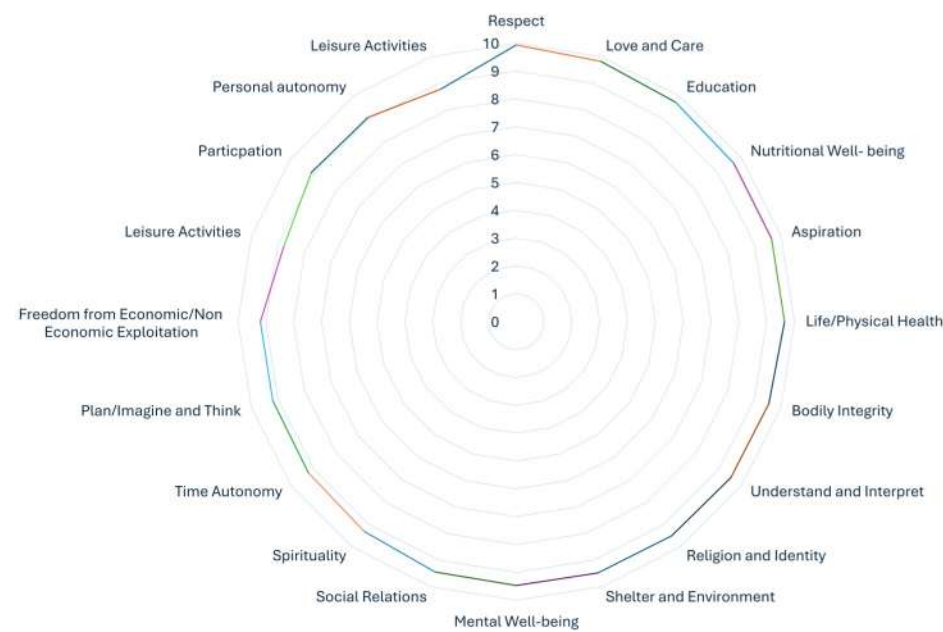 Respect
Leisure Activities
Love and Care
Personal autonomy
Education
Particpation
Nutritional Well- being
Leisure Activities
Aspiration
Freedom from Economic/Non
Economic Exploitation
Life/Physical Health
Plan/Imagine and Think
Bodily Integrity
Time Autonomy
Understand and Interpret
Spirituality
Religion and Identity
Social Relations
Shelter and Environment
Mental Well-being
10
9
8
7
6
5
4
3
2
1
0